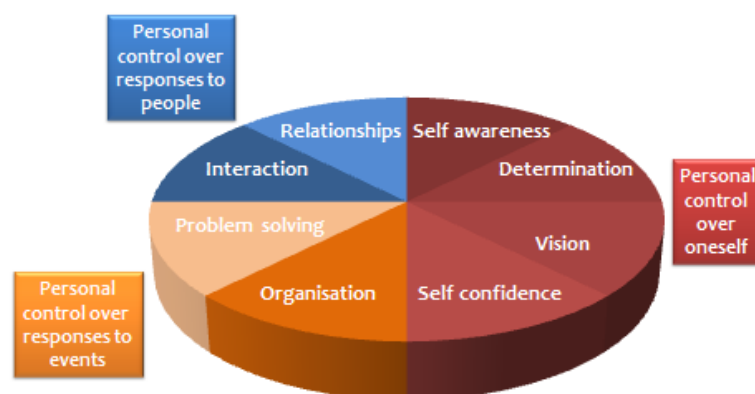 Personal
control over
responses to
people
Relationships
Self awareness
Interaction
Determination
Personal
control
over
oneself
Problem solving
Vision
Personal
control over
responses to
events
Organisation
Self confidence